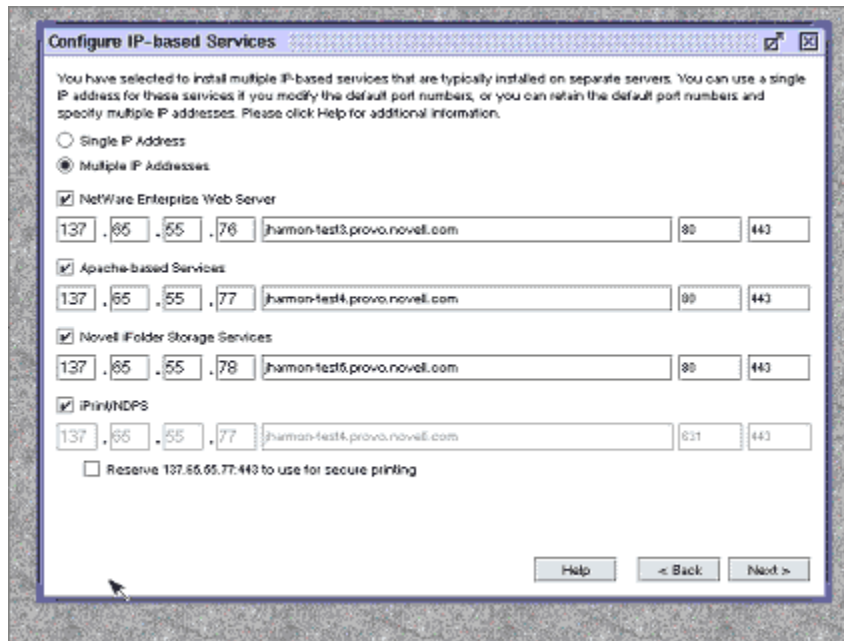 Configure IP-based Services
You have selected to install multiple IP-based services that are typically installed on separate servers. You can use a single
IP address for these services if you modify the default port numbers, or you can retain the default port numbers and
specify multiple IP addresses. Please click Help for additional information.
Single IP Address
Multiple IP Addresses
NetWare Enterprise Web Server
137 . 65 . 55 . 76 jharmon-test3.provo.novell.com 80 443
Apache-based Services
137 . 65 . 55 . 77 jharmon-test4.provo.novell.com 80 443
Novell iFolder Storage Services
137 . 65 . 55 . 78 jharmon-test5.provo.novell.com 80 443
iPrint/NDPS
137 . 65 . 55 . 77 jharmon-test4.provo.novell.com 631 443
Reserve 137.65.55.77:443 to use for secure printing
Help < Back Next >